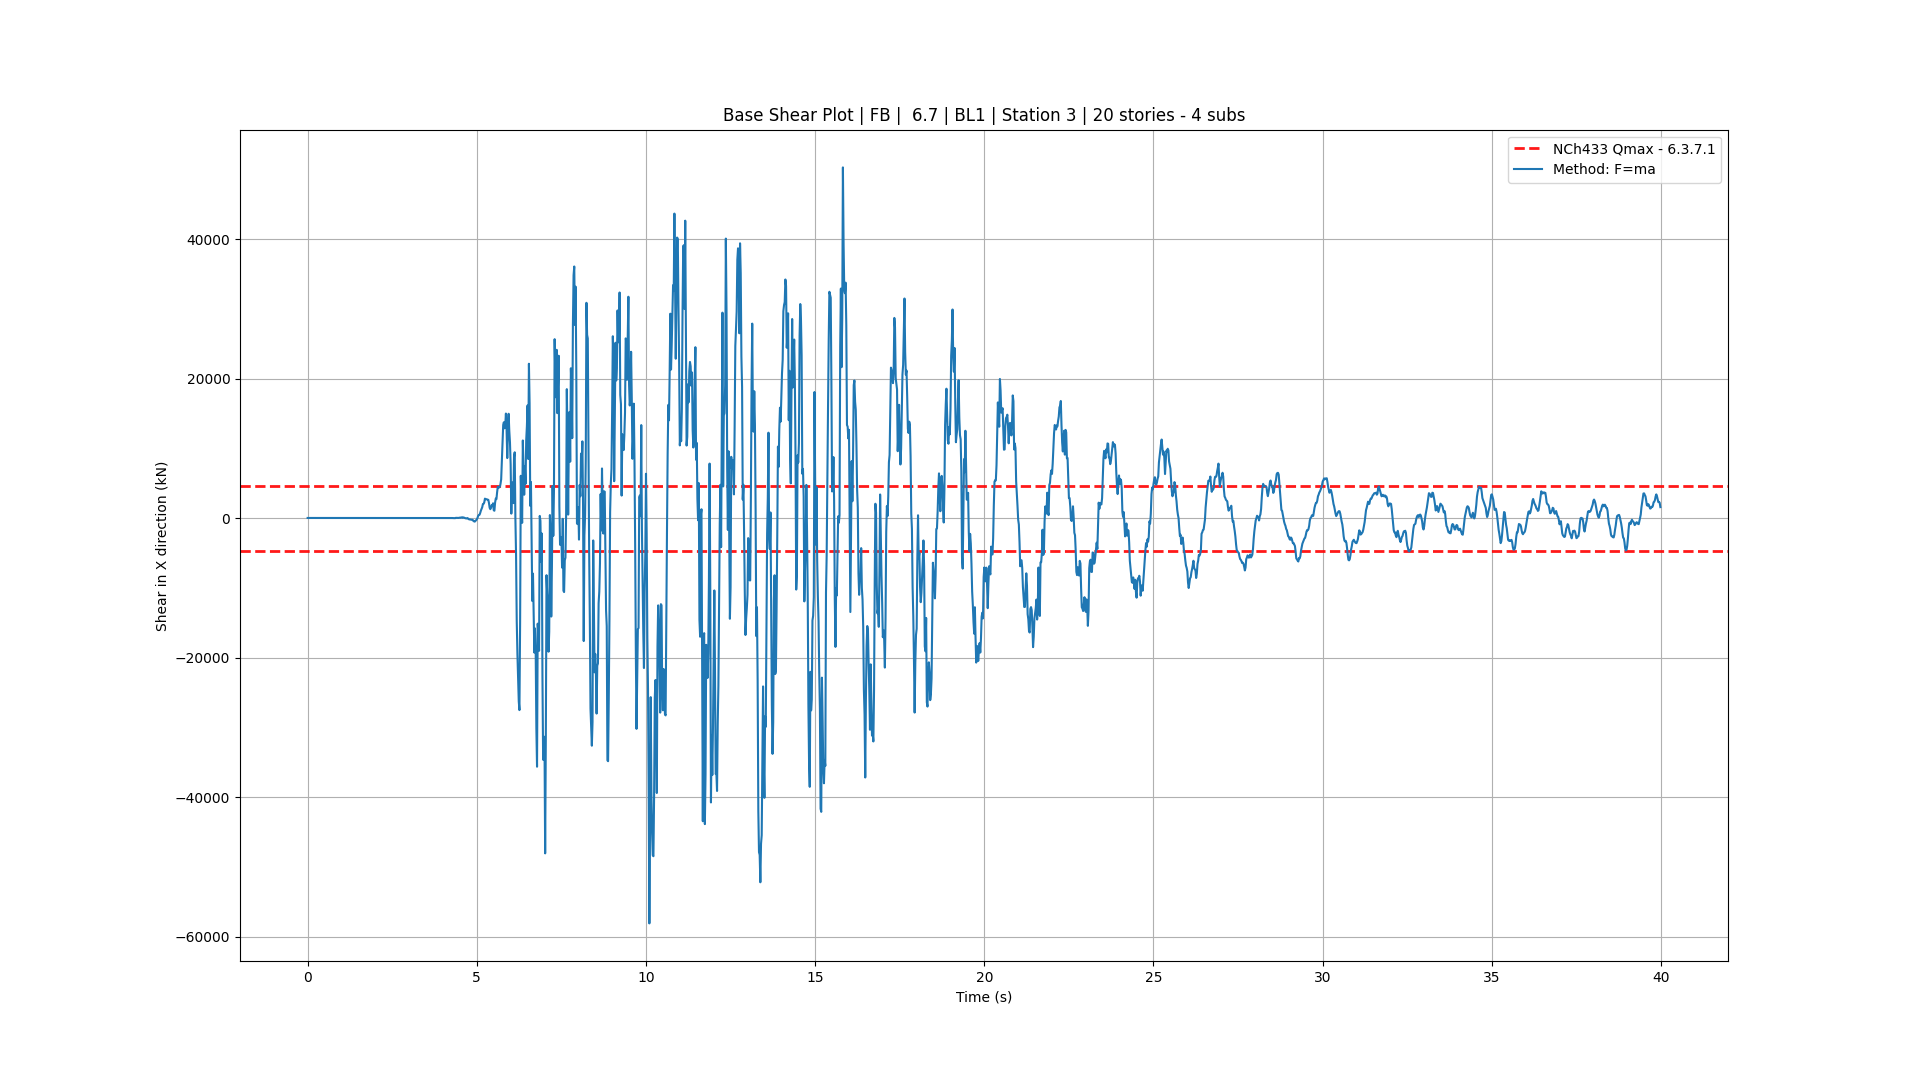 Base Shear Plot | FB |  6.7 | BL1 | Station 3 | 20 stories - 4 subs
NCh433 Qmax - 6.3.7.1
Method: F=ma
Shear in X direction (kN)
40000
20000
0
−20000
−40000
−60000
0 5 10 15 20 25 30 35 40
Time (s)